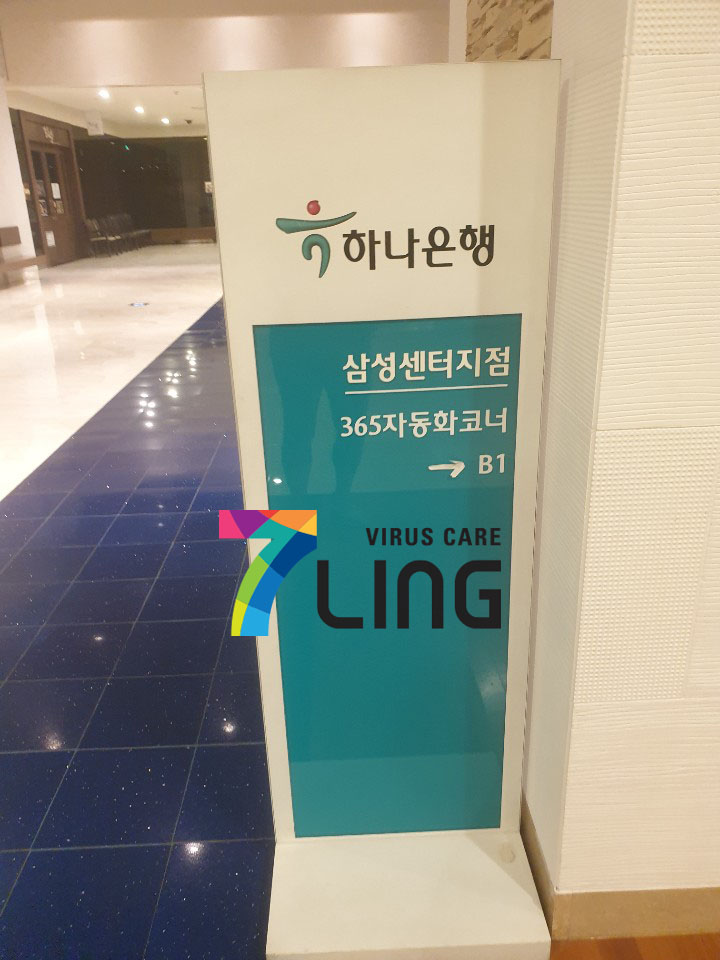 하나은행
삼성센터지점
365자동화코너
→ B1
VIRUS CARE
7LING